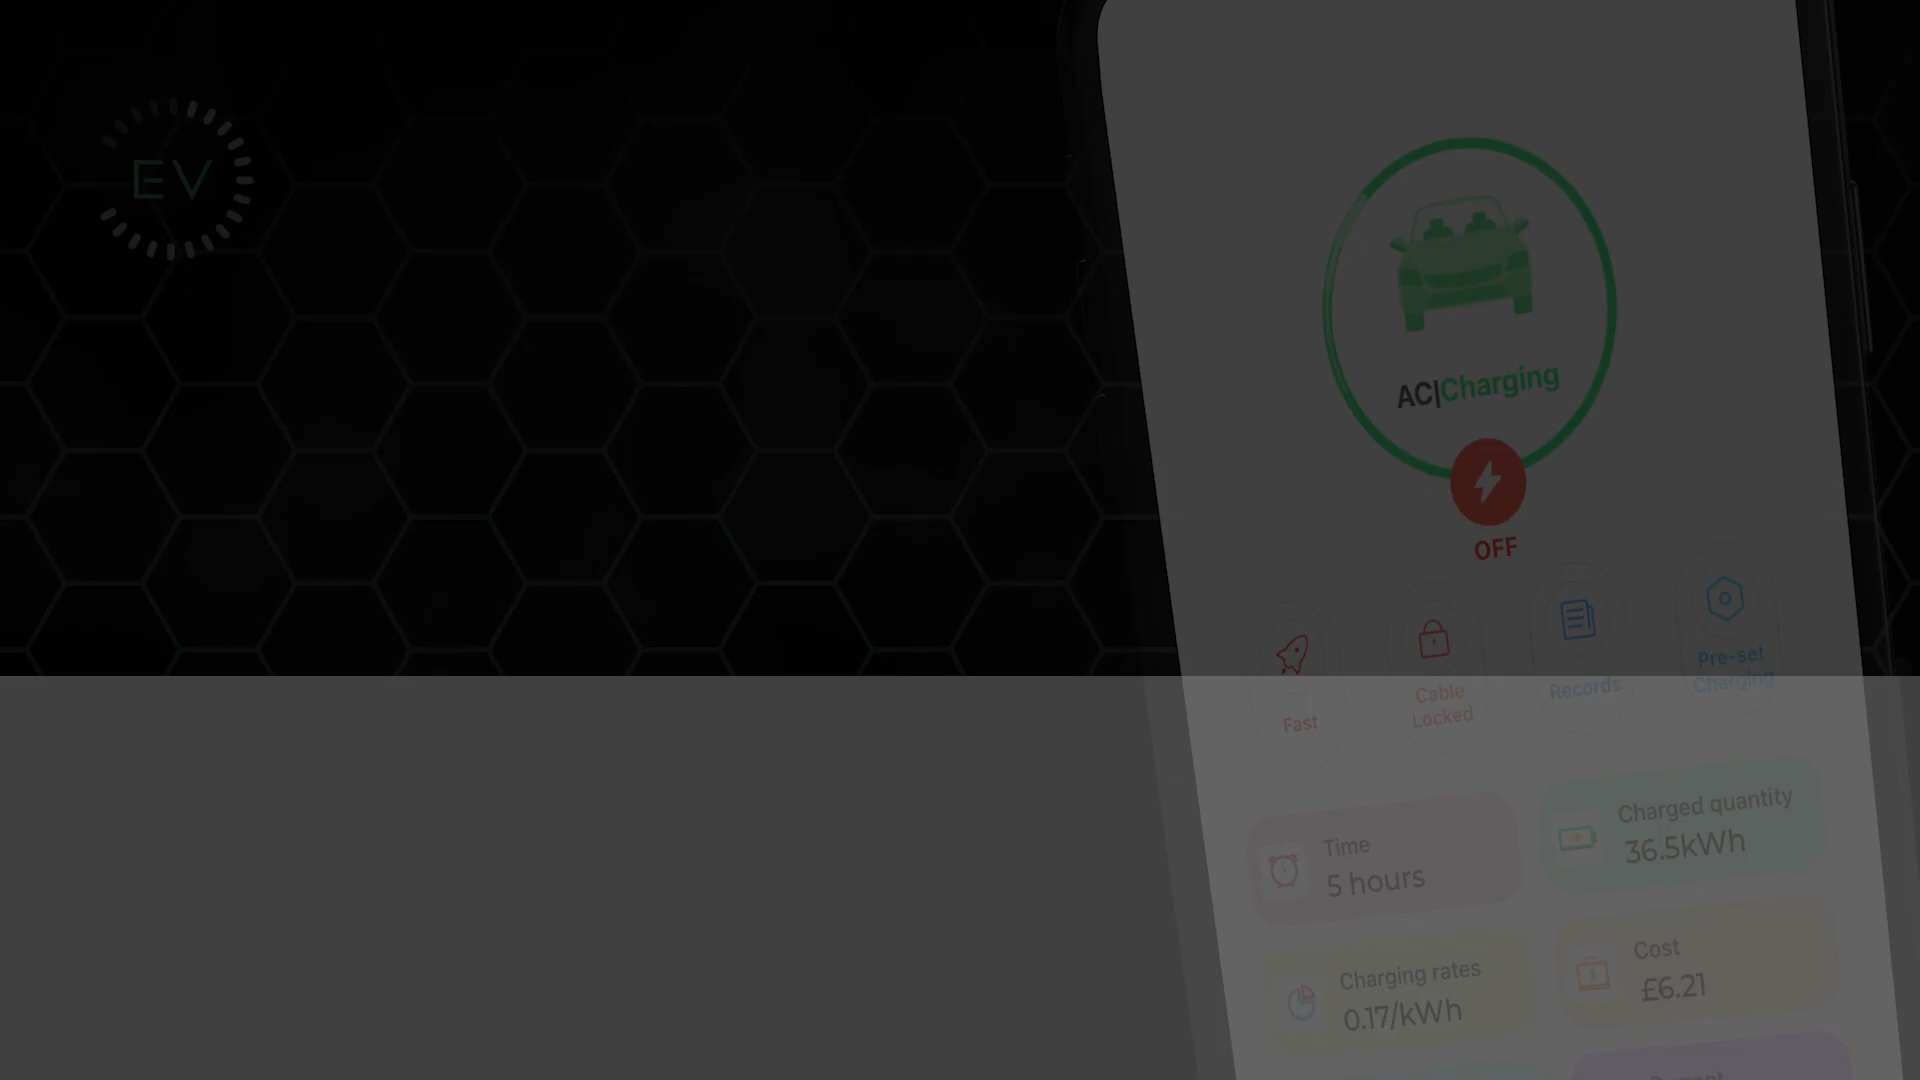 EV
AC|Charging
OFF
Fast
Cable
Locked
Records
Pre-set
Charging
Time
5 hours
Charged quantity
36.5kWh
Charging rates
0.17/kWh
Cost
£6.21